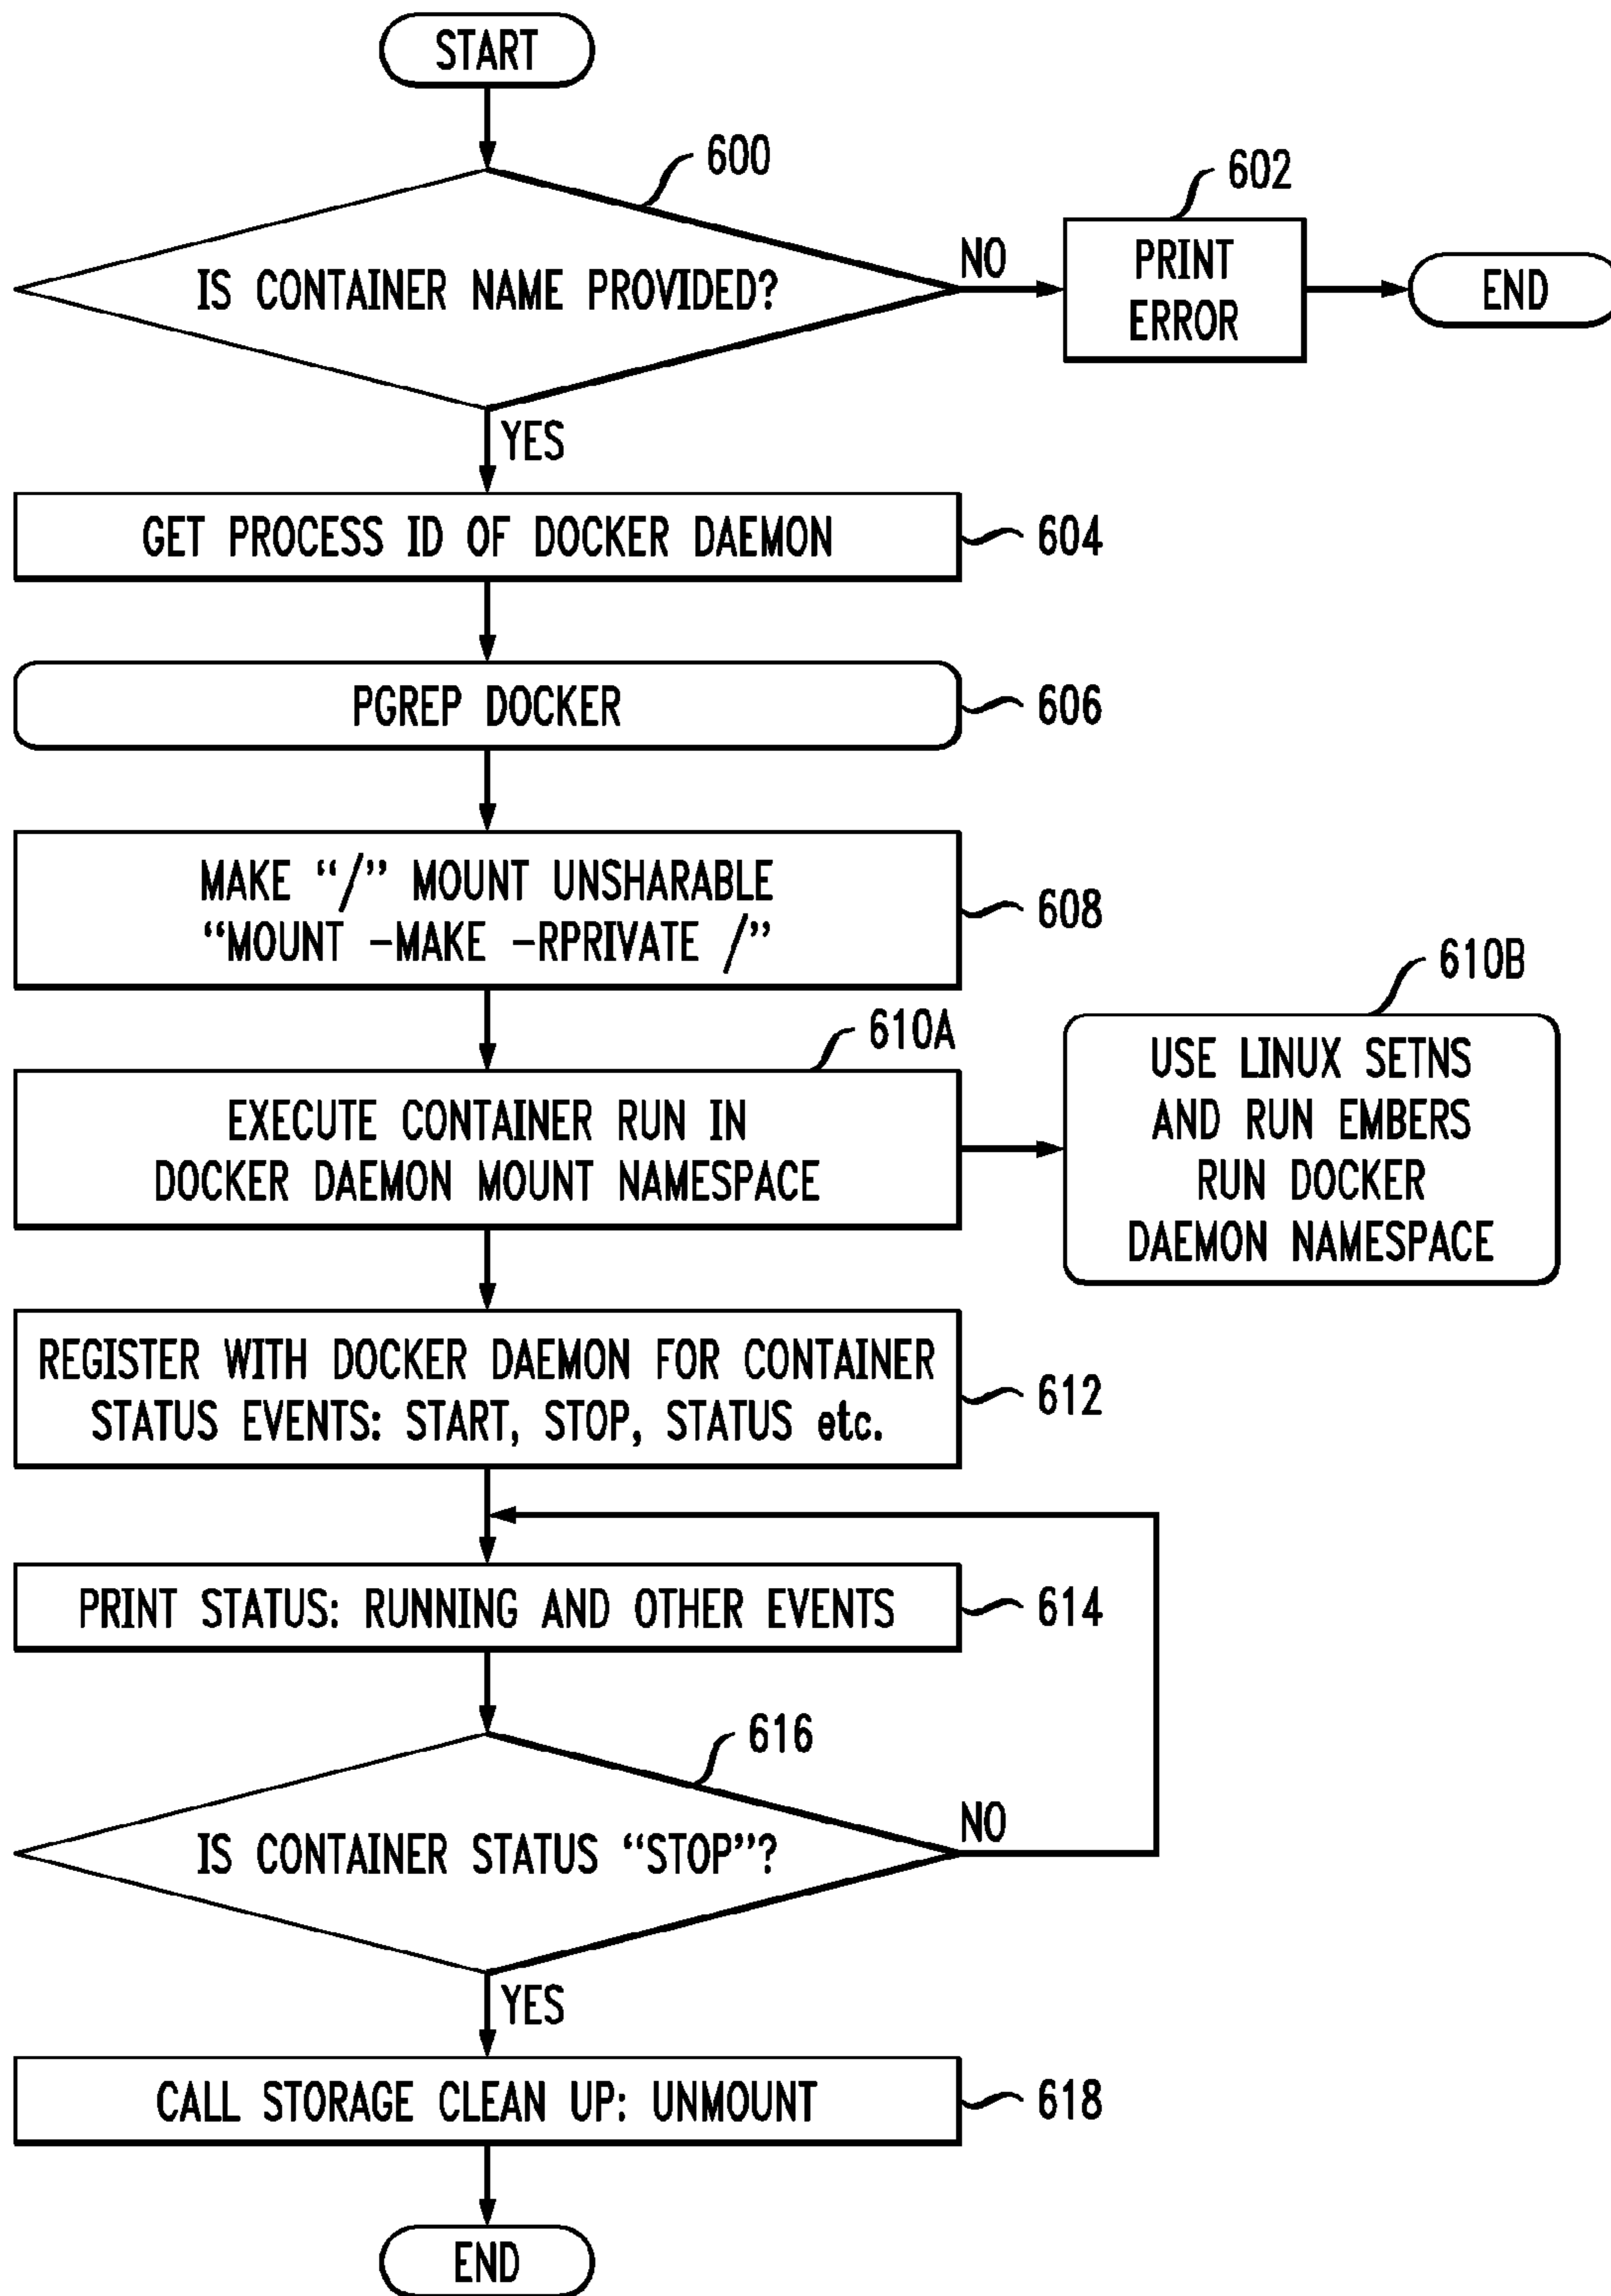 START
600
IS CONTAINER NAME PROVIDED?
NO
602
PRINT
ERROR
END
YES
GET PROCESS ID OF DOCKER DAEMON
604
PGREP DOCKER
606
MAKE “/” MOUNT UNSHARABLE
“MOUNT –MAKE –RPRIVATE /”
608
610A
EXECUTE CONTAINER RUN IN
DOCKER DAEMON MOUNT NAMESPACE
610B
USE LINUX SETNS
AND RUN EMBERS
RUN DOCKER
DAEMON NAMESPACE
REGISTER WITH DOCKER DAEMON FOR CONTAINER
STATUS EVENTS: START, STOP, STATUS etc.
612
PRINT STATUS: RUNNING AND OTHER EVENTS
614
616
IS CONTAINER STATUS “STOP”?
NO
YES
CALL STORAGE CLEAN UP: UNMOUNT
618
END